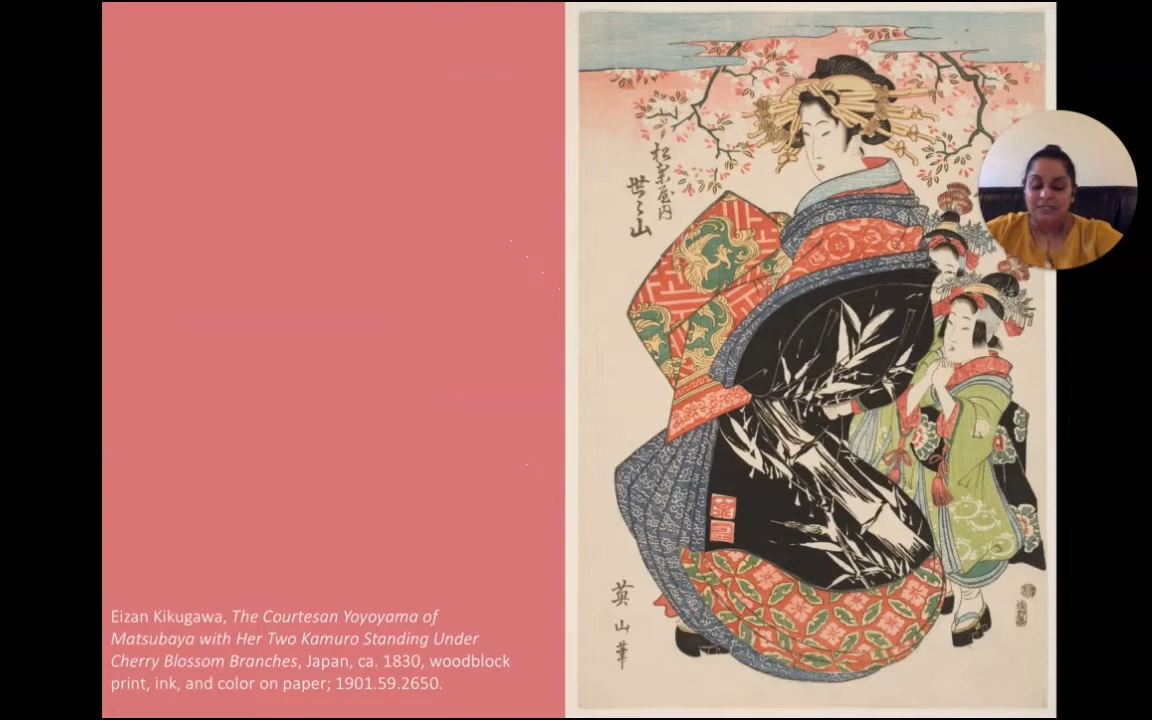 松葉屋内
世々山
英山筆
Eizan Kikugawa, The Courtesan Yoyoyama of
Matsubaya with Her Two Kamuro Standing Under
Cherry Blossom Branches, Japan, ca. 1830, woodblock
print, ink, and color on paper; 1901.59.2650.